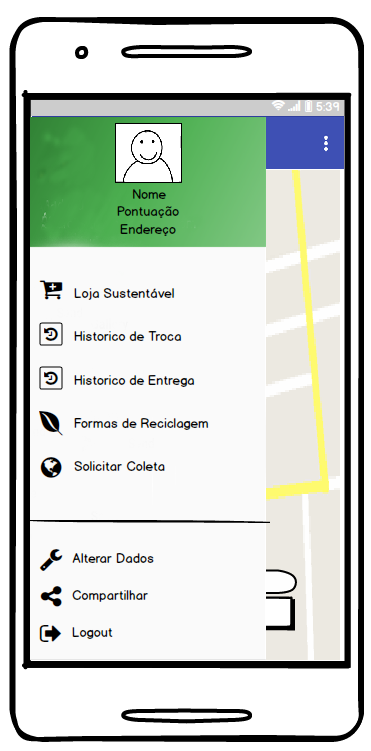 5:39
Nome
Pontuação
Endereço
Loja Sustentável
Historico de Troca
Historico de Entrega
Formas de Reciclagem
Solicitar Coleta
Alterar Dados
Compartilhar
Logout